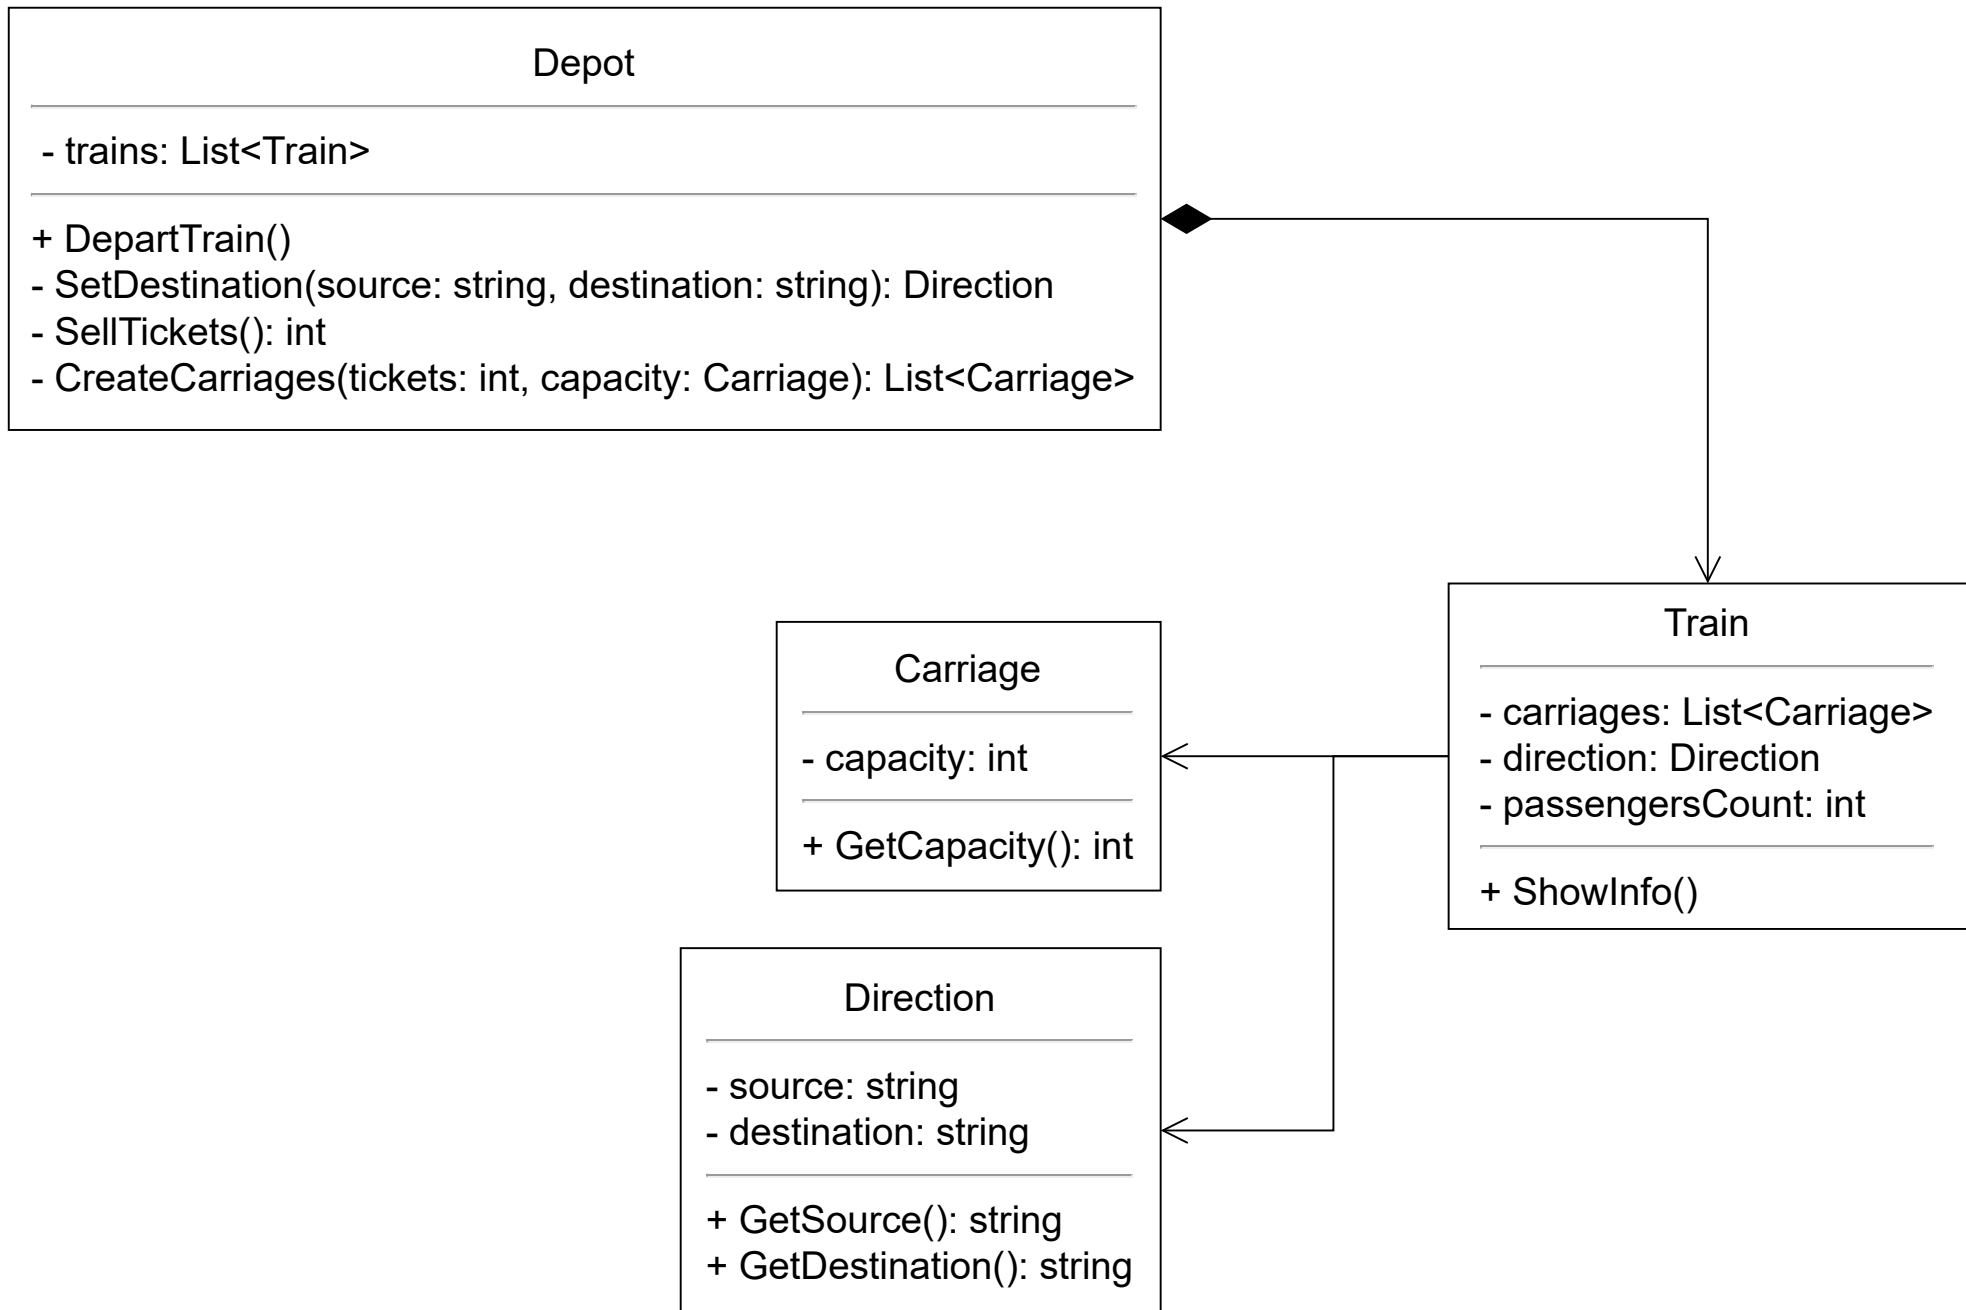 Depot
- trains: List<Train>
+ DepartTrain()
- SetDestination(source: string, destination: string): Direction
- SellTickets(): int
- CreateCarriages(tickets: int, capacity: Carriage): List<Carriage>
Train
- carriages: List<Carriage>
- direction: Direction
- passengersCount: int
+ ShowInfo()
Carriage
- capacity: int
+ GetCapacity(): int
Direction
- source: string
- destination: string
+ GetSource(): string
+ GetDestination(): string